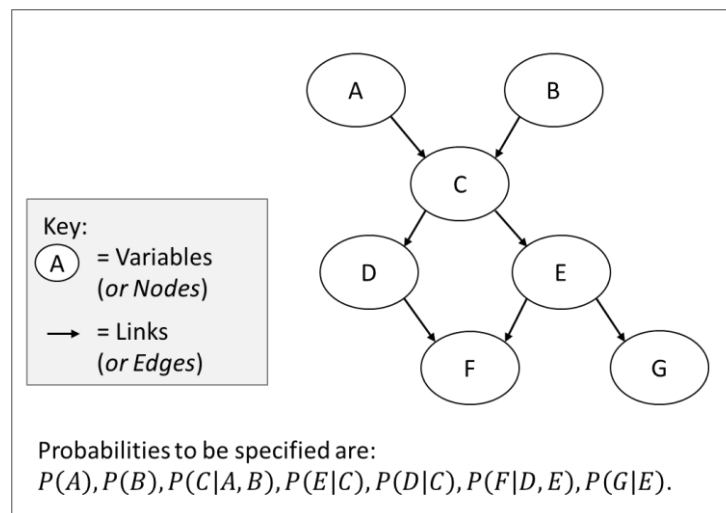 A
B
C
Key:
A = Variables
(or Nodes)
D
E
= Links
(or Edges)
F
G
Probabilities to be specified are:
P(A), P(B), P(C|A, B), P(E|C), P(D|C), P(F|D, E), P(G|E).